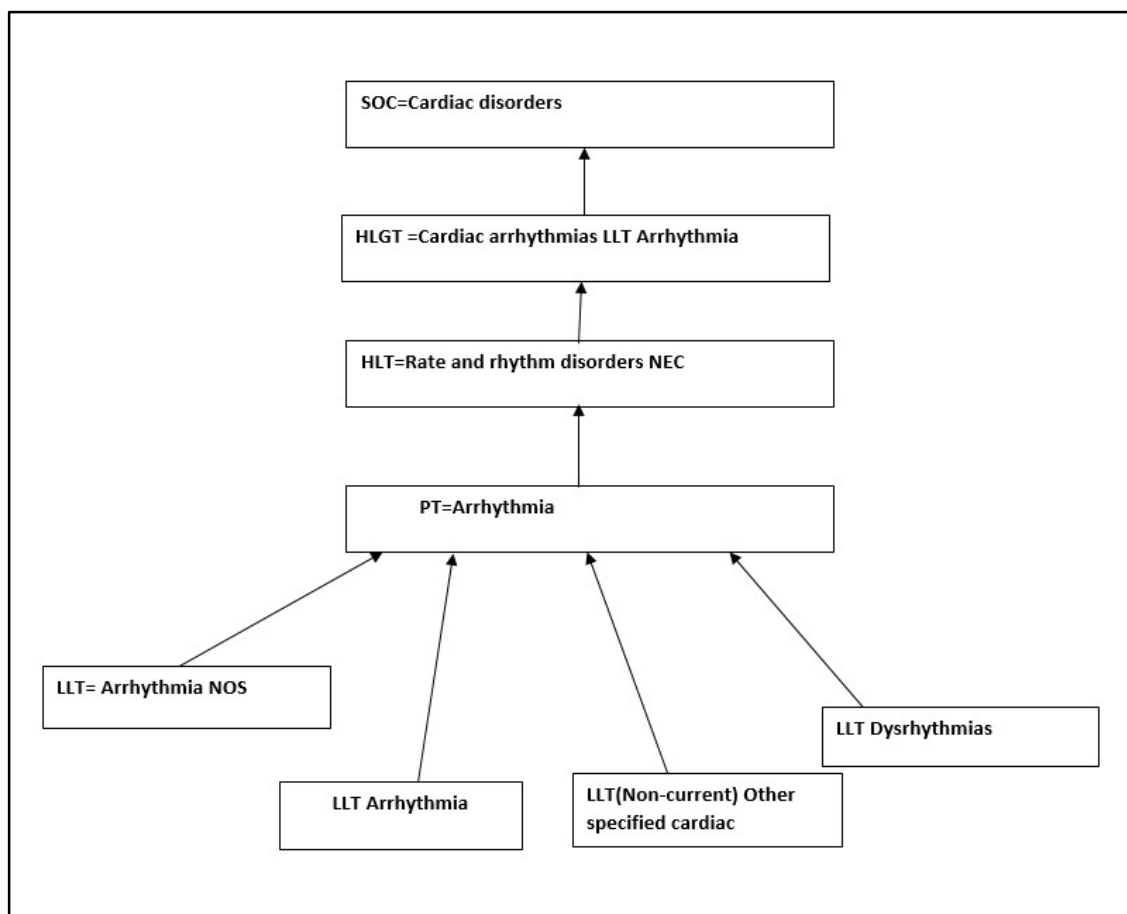 SOC=Cardiac disorders
HLGT =Cardiac arrhythmias LLT Arrhythmia
HLT=Rate and rhythm disorders NEC
PT=Arrhythmia
LLT= Arrhythmia NOS
LLT Dysrhythmias
LLT Arrhythmia
LLT(Non-current) Other
specified cardiac